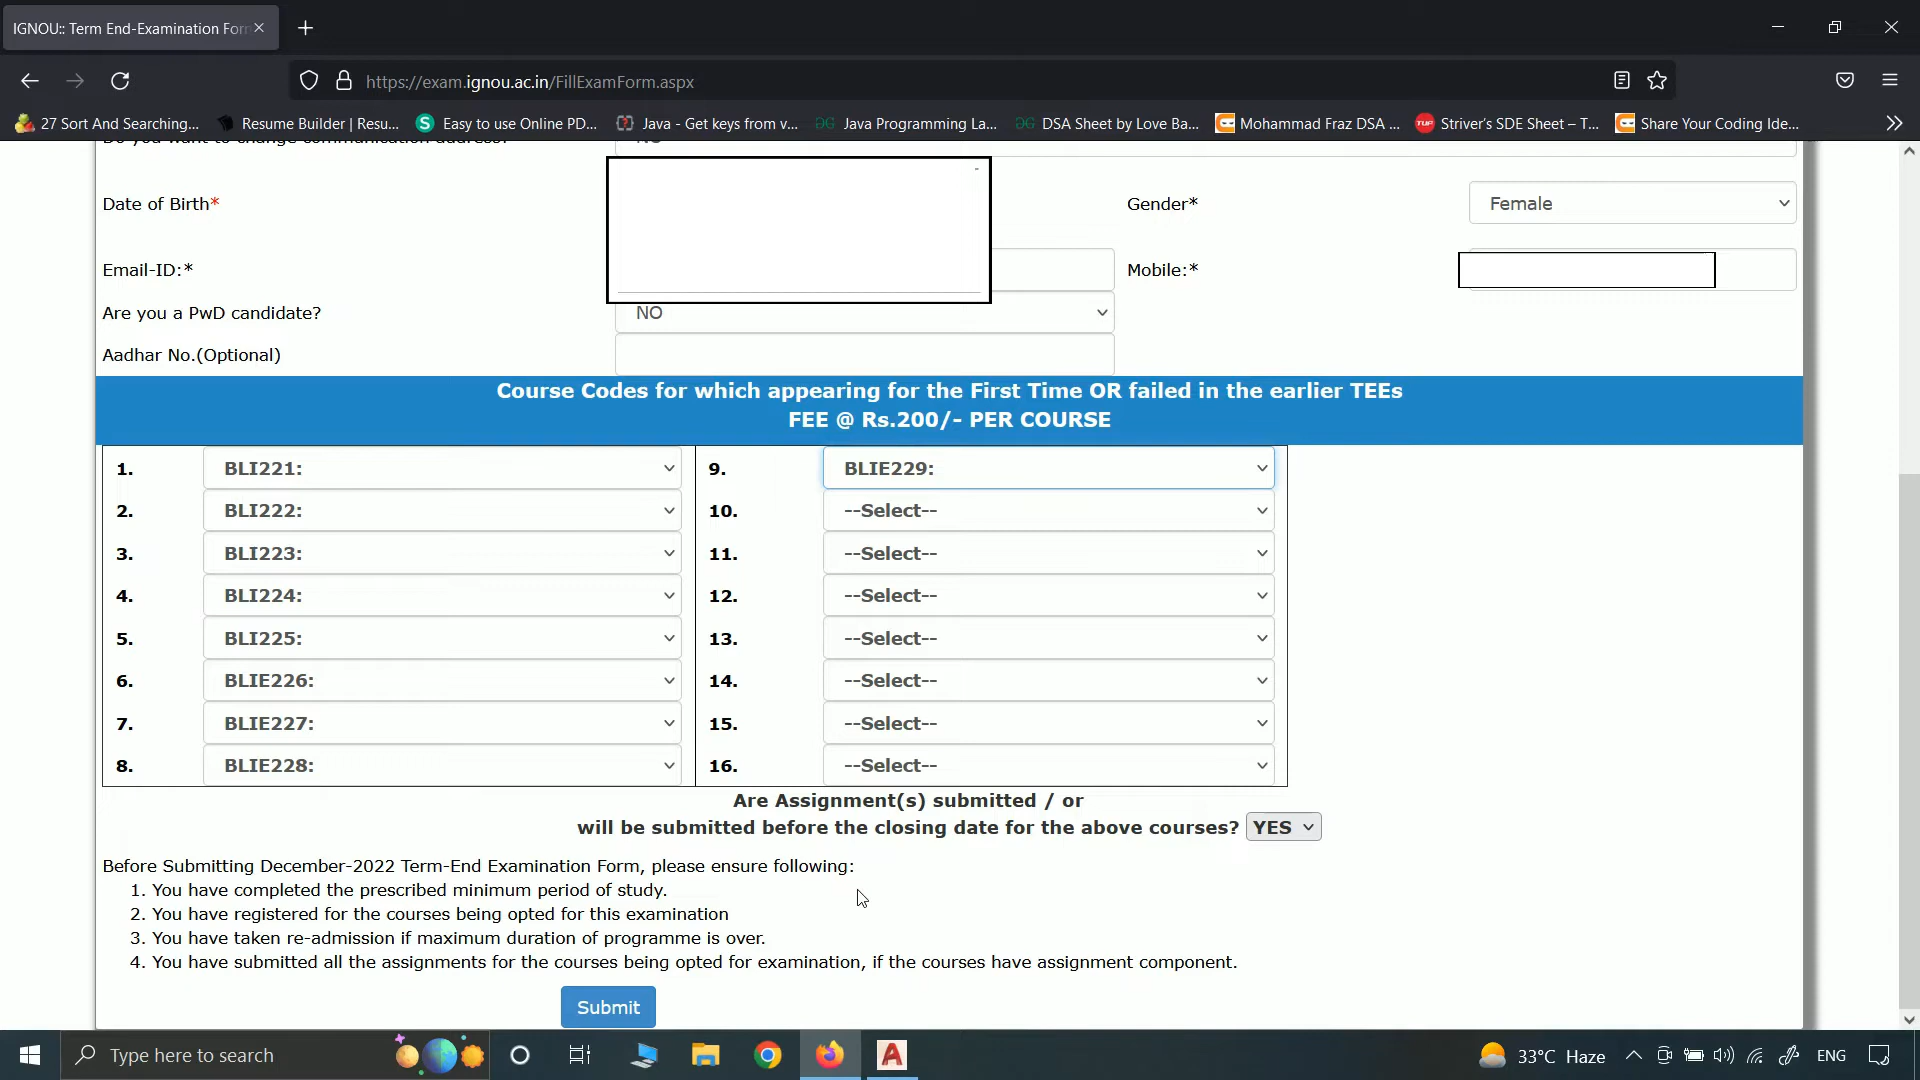 IGNOU:: Term End-Examination Forn
https://exam.ignou.ac.in/FillExamForm.aspx
27 Sort And Searching...
Resume Builder | Resu...
Easy to use Online PD...
Java - Get keys from v...
Java Programming La...
DSA Sheet by Love Ba...
Mohammad Fraz DSA ...
Striver's SDE Sheet – T...
Share Your Coding Ide...
Do you want to change communication address? NO
Date of Birth*
Gender* Female
Email-ID:*
Mobile:*
Are you a PwD candidate? NO
Aadhar No.(Optional)
Course Codes for which appearing for the First Time OR failed in the earlier TEEs
FEE @ Rs.200/- PER COURSE
1. BLI221: 9. BLIE229:
2. BLI222: 10. --Select--
3. BLI223: 11. --Select--
4. BLI224: 12. --Select--
5. BLI225: 13. --Select--
6. BLIE226: 14. --Select--
7. BLIE227: 15. --Select--
8. BLIE228: 16. --Select--
Are Assignment(s) submitted / or
will be submitted before the closing date for the above courses? YES
Before Submitting December-2022 Term-End Examination Form, please ensure following:
1. You have completed the prescribed minimum period of study.
2. You have registered for the courses being opted for this examination
3. You have taken re-admission if maximum duration of programme is over.
4. You have submitted all the assignments for the courses being opted for examination, if the courses have assignment component.
Submit
Type here to search
33°C Haze
ENG